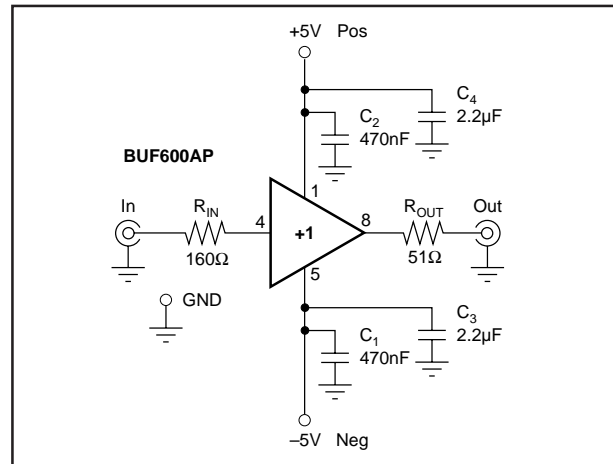 +5V Pos
C4
2.2µF
C2
470nF
BUF600AP
1
In
RIN
4
+1
8
ROUT
Out
160Ω
51Ω
5
GND
C3
2.2µF
C1
470nF
–5V Neg